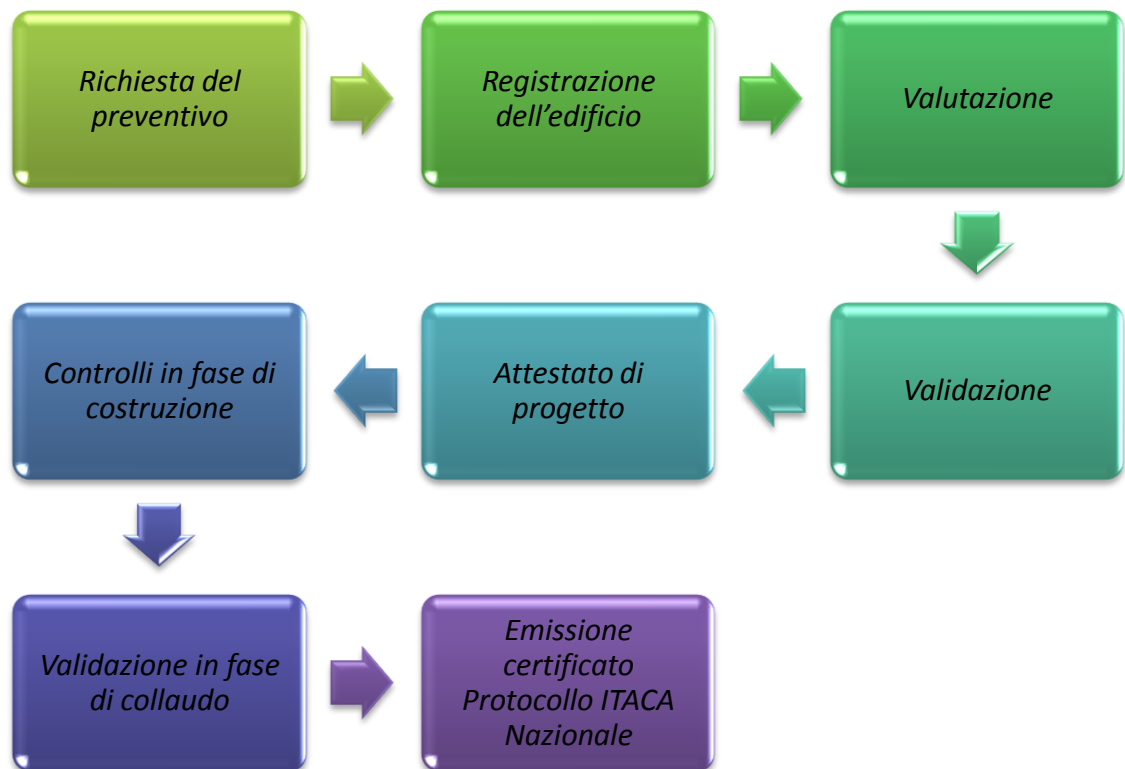 Richiesta del
preventivo
Registrazione
dell’edificio
Valutazione
Validazione
Attestato di
progetto
Controlli in fase di
costruzione
Validazione in fase
di collaudo
Emissione
certificato
Protocollo ITACA
Nazionale